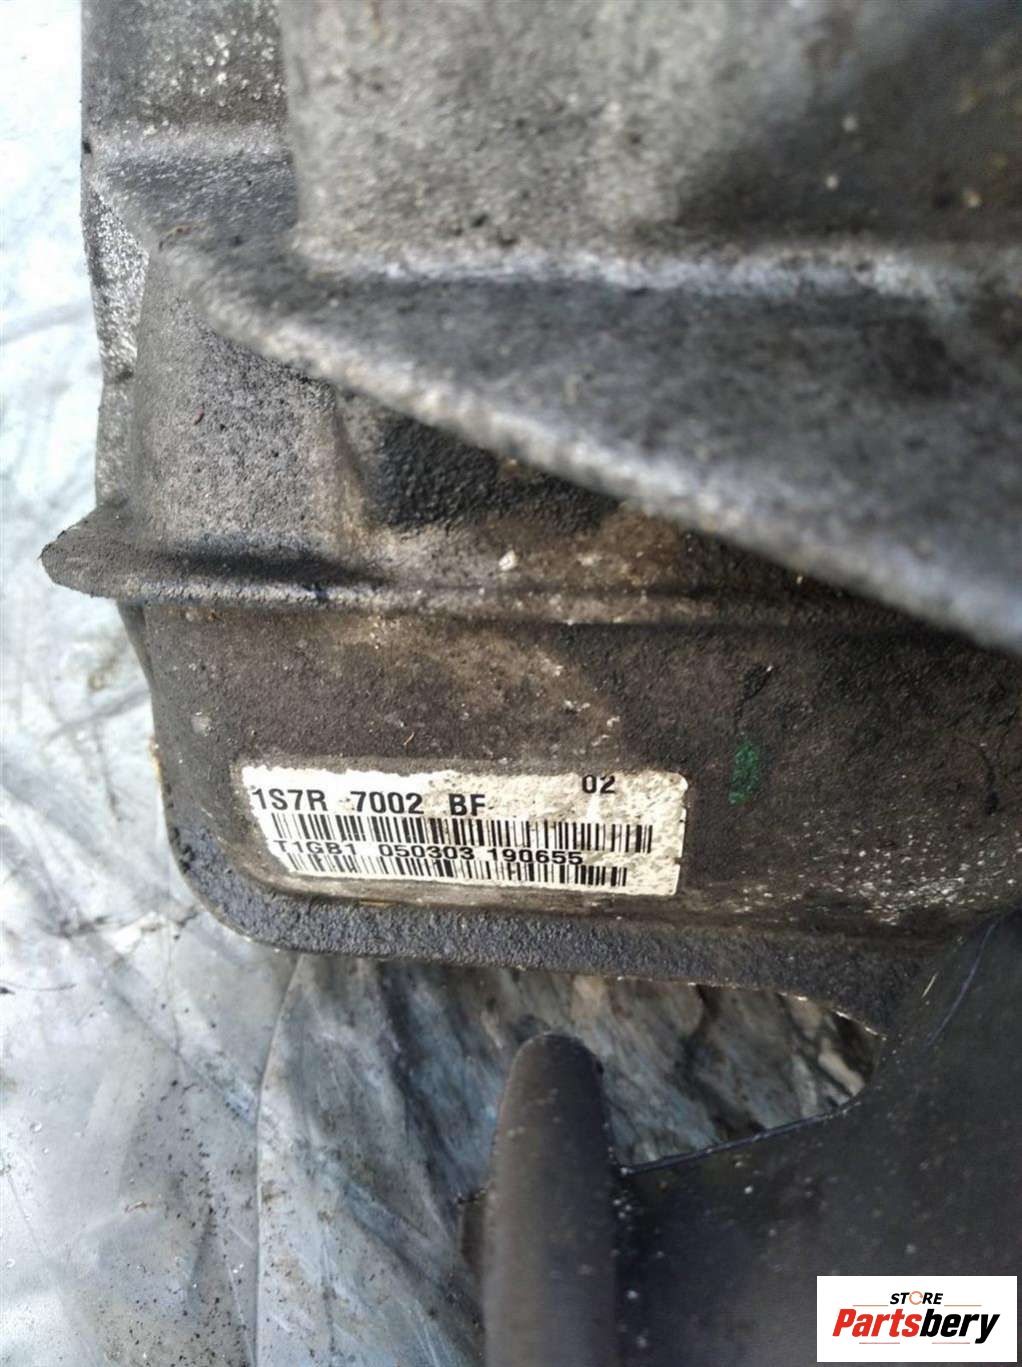 1S7R 7002 BF 02
T1GB1 050303 190655
STORE
Partsbery